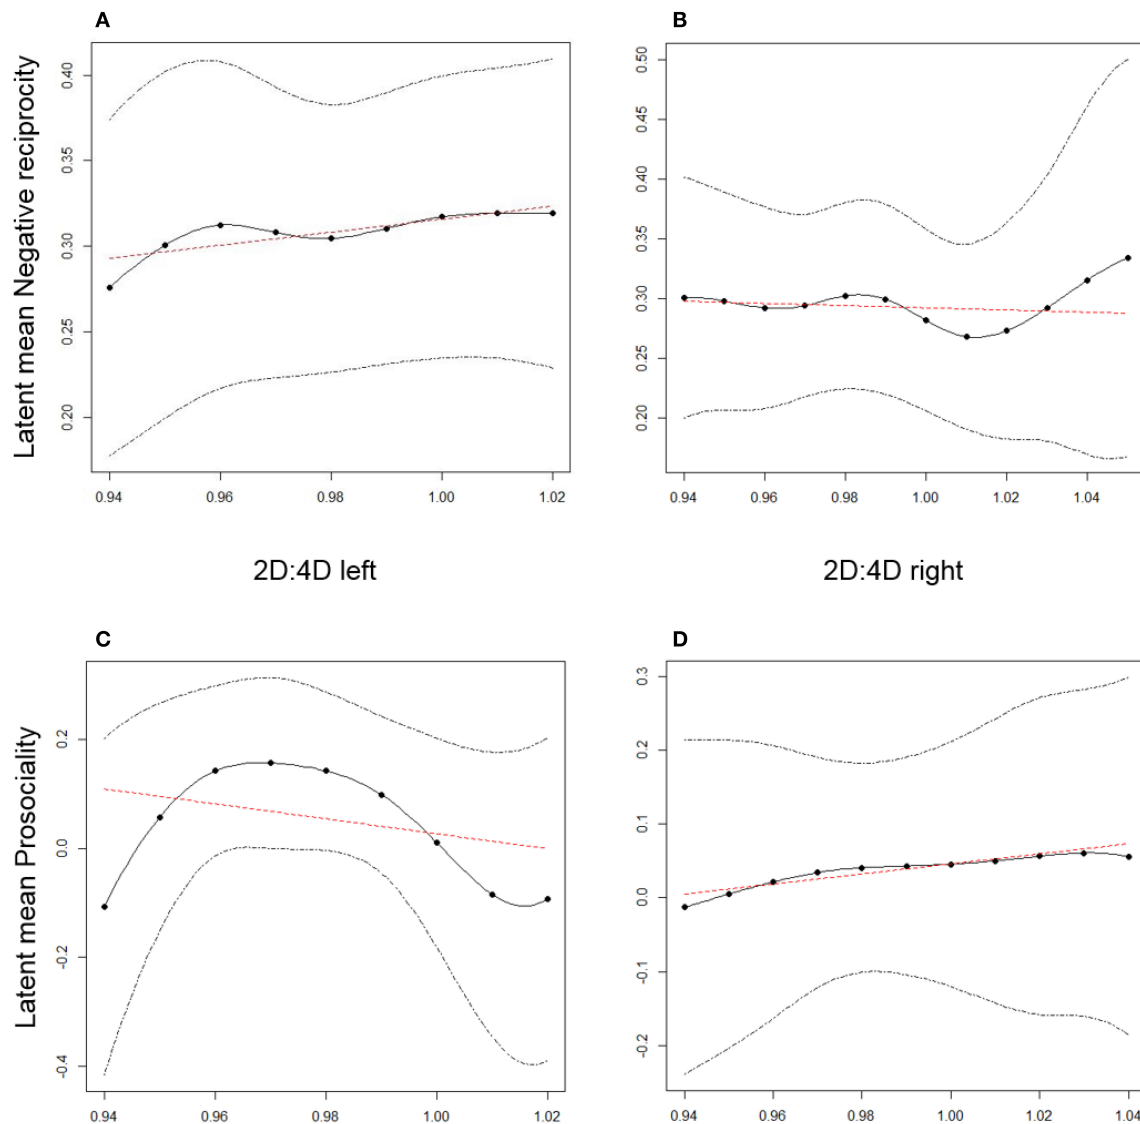 A
B
Latent mean Negative reciprocity
0.40
0.35
0.30
0.25
0.20
0.94 0.96 0.98 1.00 1.02
0.50
0.45
0.40
0.35
0.30
0.25
0.20
0.94 0.96 0.98 1.00 1.02 1.04
2D:4D left
2D:4D right
C
D
Latent mean Prosociality
0.2
0.0
-0.2
-0.4
0.94 0.96 0.98 1.00 1.02
0.3
0.2
0.1
0.0
-0.1
-0.2
0.94 0.96 0.98 1.00 1.02 1.04